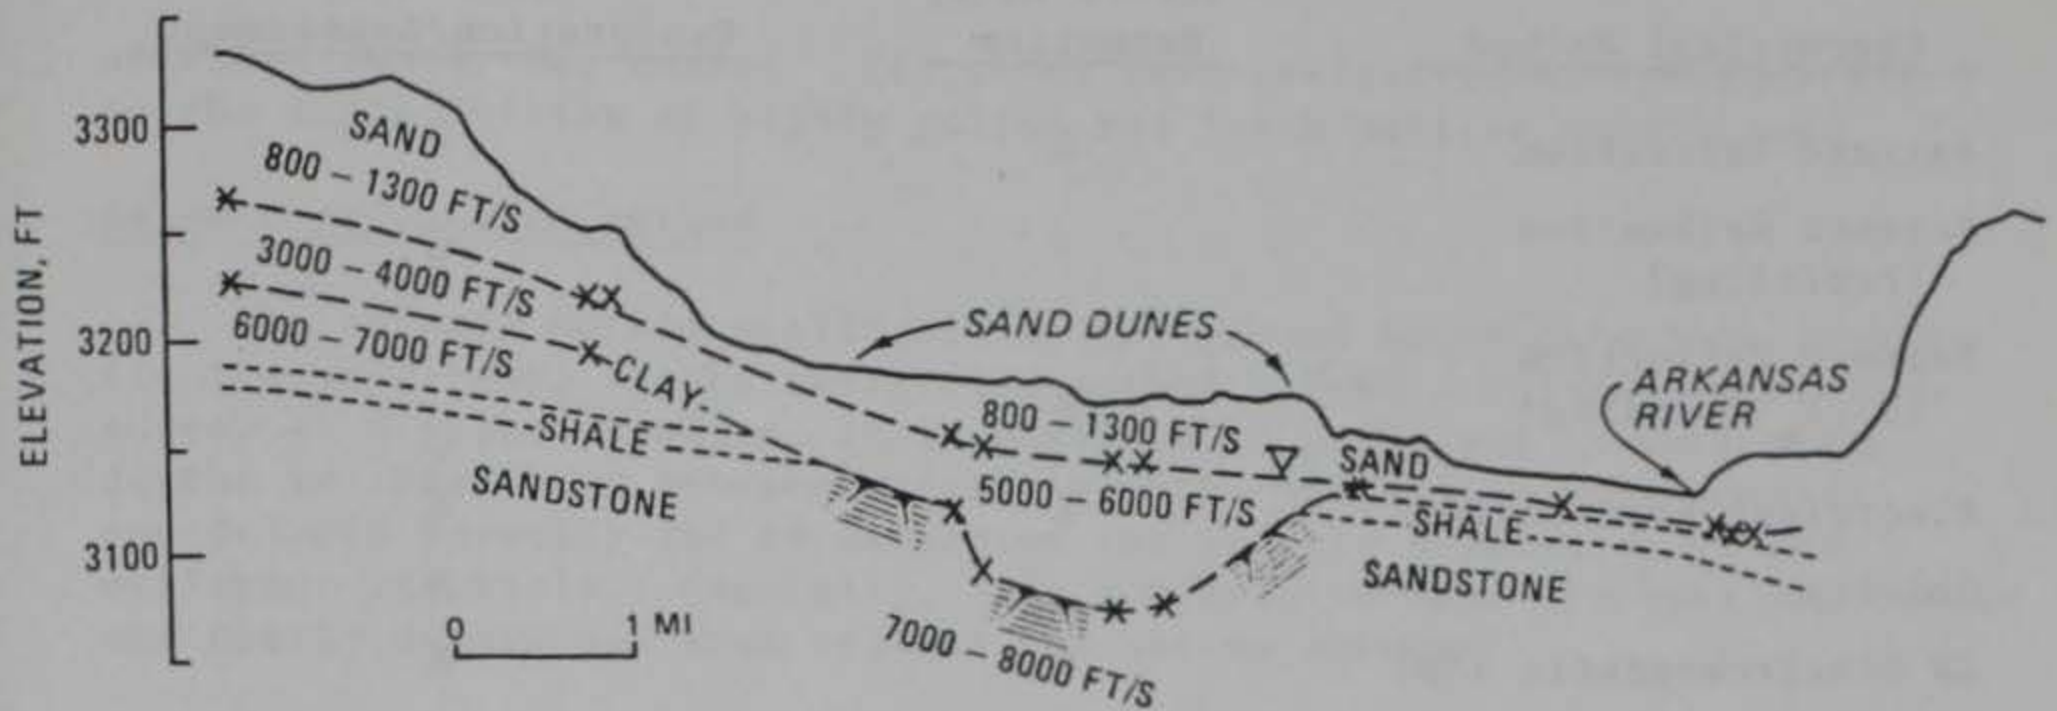 3300
3200
3100
ELEVATION, FT
SAND
800 – 1300 FT/S
3000 – 4000 FT/S
6000 – 7000 FT/S
CLAY
SHALE
SANDSTONE
SAND DUNES
800 – 1300 FT/S
5000 – 6000 FT/S
SAND
ARKANSAS
RIVER
SHALE
SANDSTONE
7000 – 8000 FT/S
0 1 MI